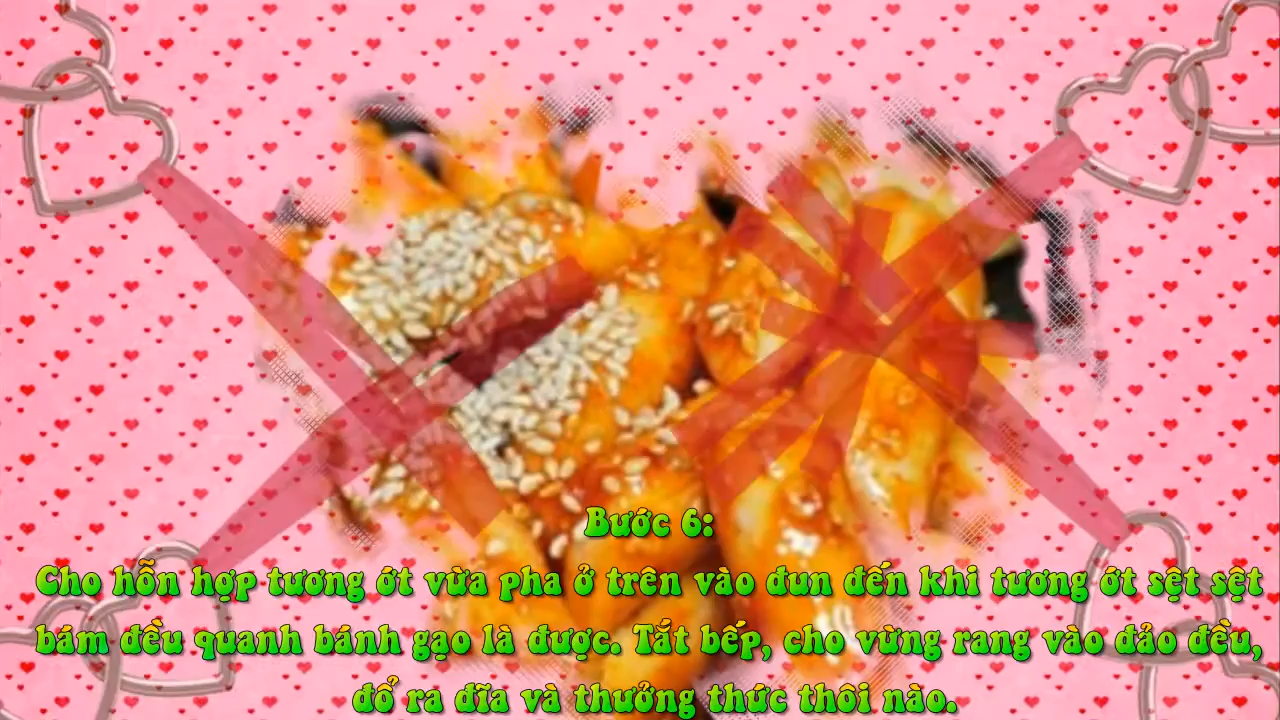 Bước 6:
Cho hỗn hợp tương ớt vừa pha ở trên vào đun đến khi tương ớt sệt sệt
bám đều quanh bánh gạo là được. Tắt bếp, cho vừng rang vào đảo đều,
đổ ra đĩa và thưởng thức thôi nào.